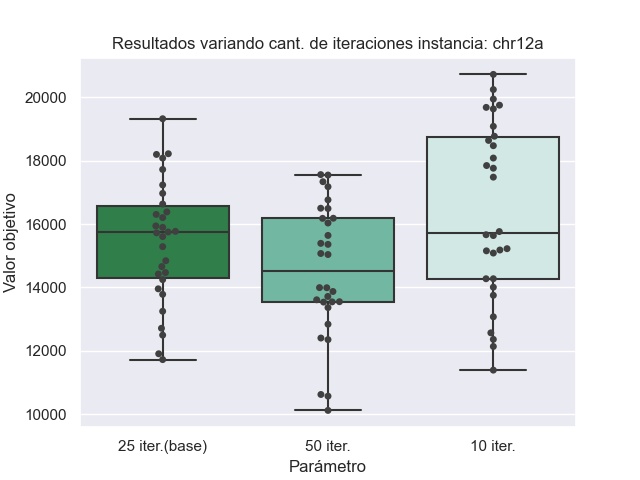 Resultados variando cant. de iteraciones instancia: chr12a
Valor objetivo
20000
18000
16000
14000
12000
10000
25 iter.(base)
50 iter.
10 iter.
Parámetro